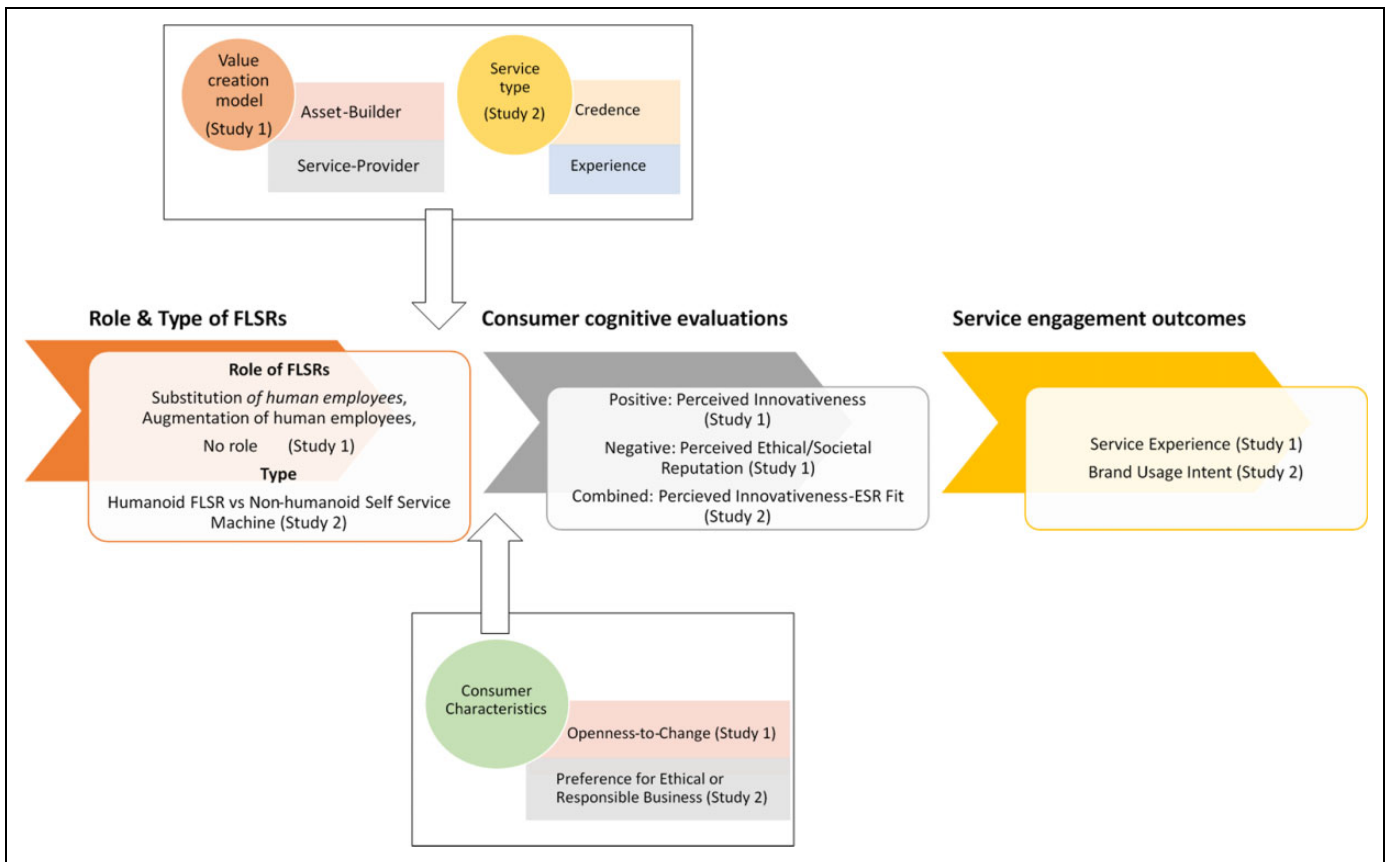 Value
creation
model
(Study 1)
Asset-Builder
Service-Provider
Service
type
(Study 2)
Credence
Experience
Role & Type of FLSRs
Consumer cognitive evaluations
Service engagement outcomes
Role of FLSRs
Substitution of human employees,
Augmentation of human employees,
No role (Study 1)
Type
Humanoid FLSR vs Non-humanoid Self Service
Machine (Study 2)
Positive: Perceived Innovativeness
(Study 1)
Negative: Perceived Ethical/Societal
Reputation (Study 1)
Combined: Percieved Innovativeness-ESR Fit
(Study 2)
Service Experience (Study 1)
Brand Usage Intent (Study 2)
Consumer
Characteristics
Openness-to-Change (Study 1)
Preference for Ethical or
Responsible Business (Study 2)